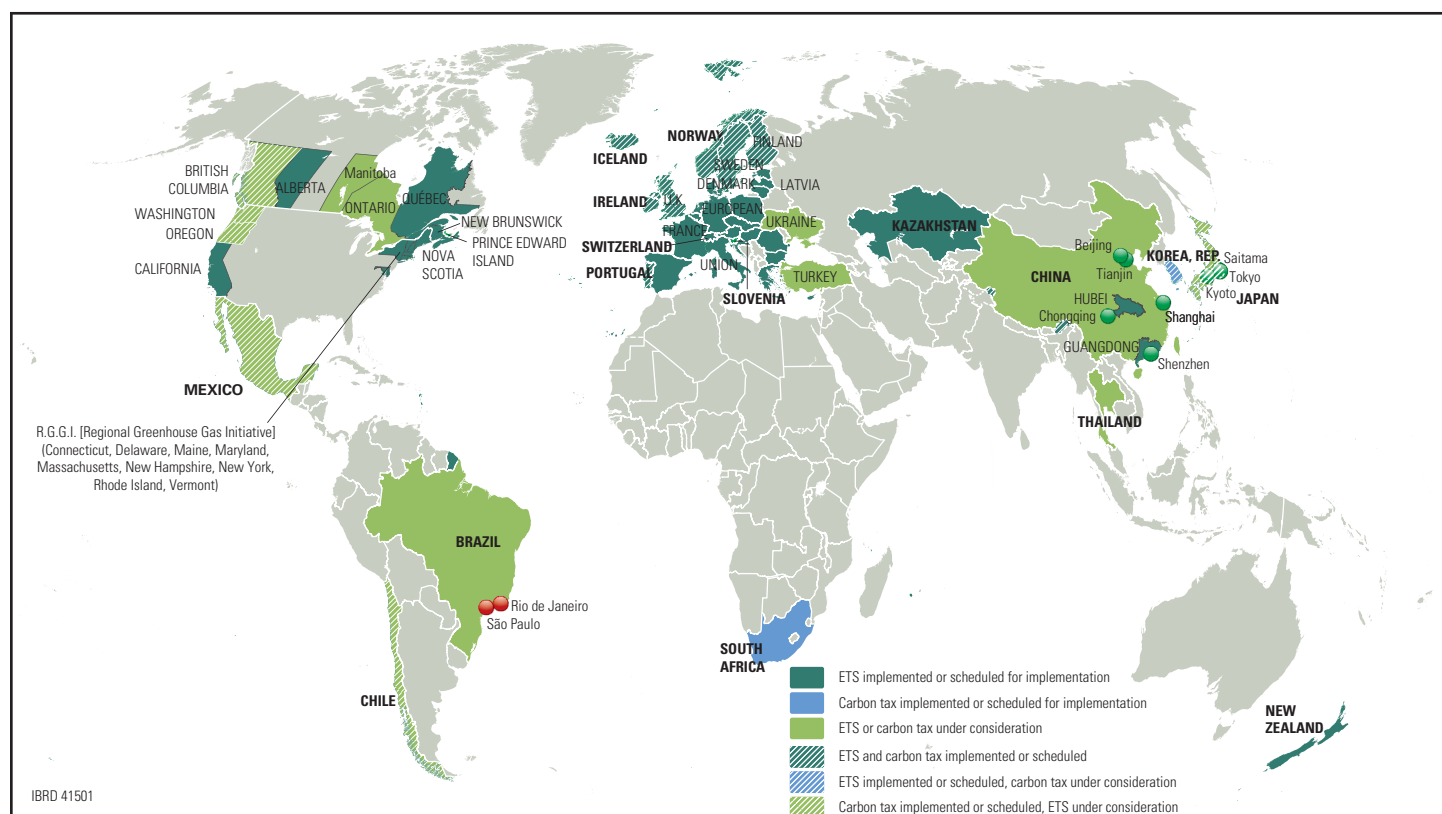 NORWAY
FINLAND
ICELAND
SWEDEN
BRITISH
COLUMBIA
ALBERTA
Manitoba
ONTARIO
QUÉBEC
DENMARK
LATVIA
IRELAND
U.K.
EUROPEAN
WASHINGTON
OREGON
NEW BRUNSWICK
PRINCE EDWARD
ISLAND
NOVA
SCOTIA
FRANCE
UKRAINE
KAZAKHSTAN
SWITZERLAND
CALIFORNIA
PORTUGAL
UNION
TURKEY
SLOVENIA
Beijing
Tianjin
KOREA, REP.
Saitama
Tokyo
Kyoto
JAPAN
CHINA
HUBEI
Chongqing
Shanghai
GUANGDONG
Shenzhen
MEXICO
THAILAND
R.G.G.I. [Regional Greenhouse Gas Initiative]
(Connecticut, Delaware, Maine, Maryland,
Massachusetts, New Hampshire, New York,
Rhode Island, Vermont)
BRAZIL
Rio de Janeiro
São Paulo
SOUTH
AFRICA
CHILE
NEW
ZEALAND
ETS implemented or scheduled for implementation
Carbon tax implemented or scheduled for implementation
ETS or carbon tax under consideration
ETS and carbon tax implemented or scheduled
ETS implemented or scheduled, carbon tax under consideration
Carbon tax implemented or scheduled, ETS under consideration
IBRD 41501